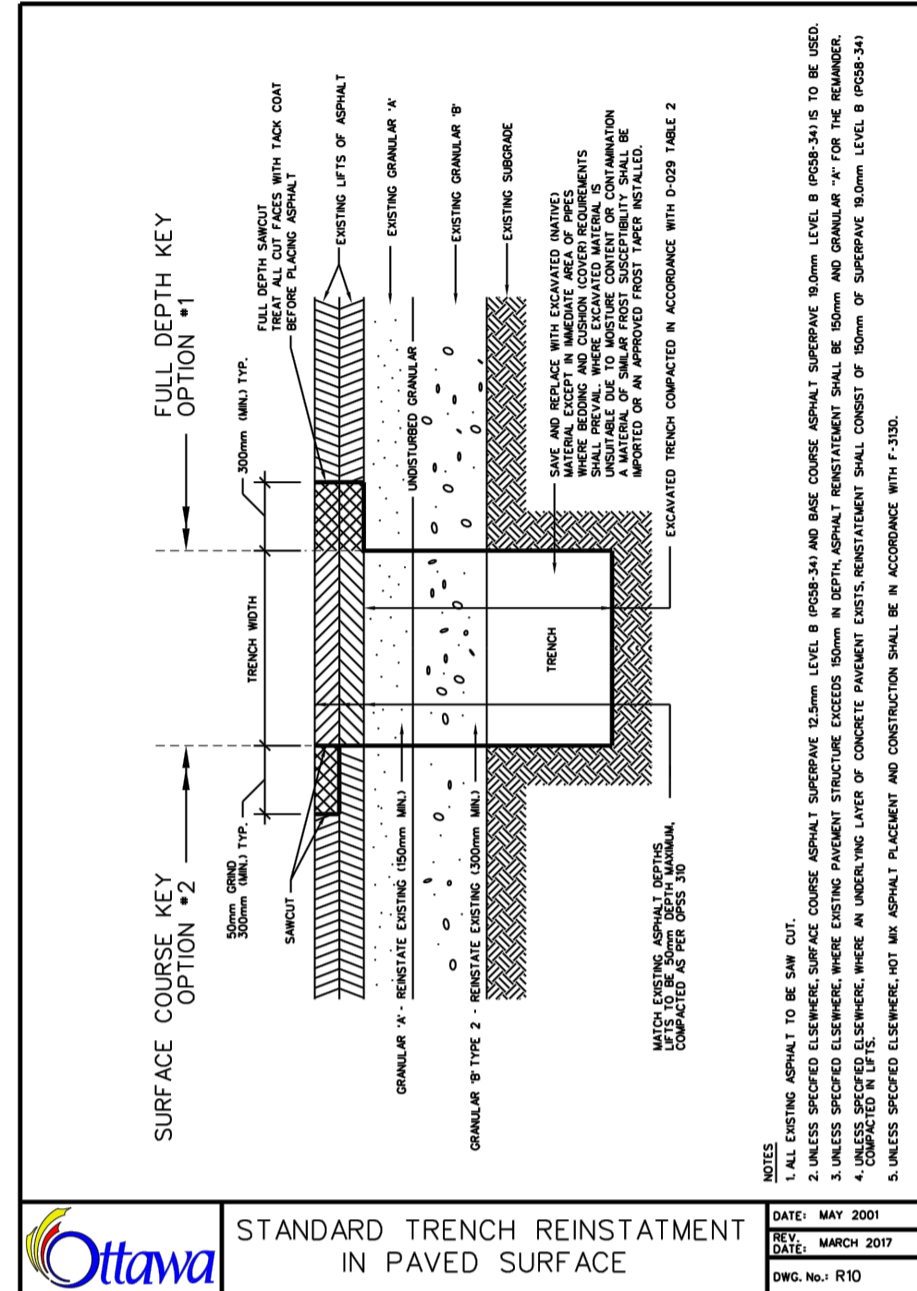 SURFACE COURSE KEY
OPTION #2
FULL DEPTH KEY
OPTION #1
50mm GRIND
300mm (MIN.) TYP.
TRENCH WIDTH
300mm (MIN.) TYP.
FULL DEPTH SAWCUT
TREAT ALL CUT FACES WITH TACK COAT
BEFORE PLACING ASPHALT
SAWCUT
EXISTING LIFTS OF ASPHALT
EXISTING GRANULAR 'A'
UNDISTURBED GRANULAR
EXISTING GRANULAR 'B'
EXISTING SUBGRADE
GRANULAR 'A' - REINSTATE EXISTING (150mm MIN.)
GRANULAR 'B' TYPE 2 - REINSTATE EXISTING (300mm MIN.)
TRENCH
SAVE AND REPLACE WITH EXCAVATED (NATIVE)
MATERIAL EXCEPT IN IMMEDIATE AREA OF PIPES
WHERE BEDDING AND CUSHION (COVER) REQUIREMENTS
SHALL PREVAIL. WHERE EXCAVATED MATERIAL IS
UNSUITABLE DUE TO MOISTURE CONTENT OR CONTAMINATION
A MATERIAL OF SIMILAR FROST SUSCEPTIBILITY SHALL BE
IMPORTED OR AN APPROVED FROST TAPER INSTALLED.
EXCAVATED TRENCH COMPACTED IN ACCORDANCE WITH D-029 TABLE 2
MATCH EXISTING ASPHALT DEPTHS
LIFTS TO BE 50mm DEPTH MAXIMUM,
COMPACTED AS PER OPSS 310
NOTES
1. ALL EXISTING ASPHALT TO BE SAW CUT.
2. UNLESS SPECIFIED ELSEWHERE, SURFACE COURSE ASPHALT SUPERPAVE 12.5mm LEVEL B (PG58-34) AND BASE COURSE ASPHALT SUPERPAVE 19.0mm LEVEL B (PG58-34) IS TO BE USED.
3. UNLESS SPECIFIED ELSEWHERE, WHERE EXISTING PAVEMENT STRUCTURE EXCEEDS 150mm IN DEPTH, ASPHALT REINSTATEMENT SHALL BE 150mm AND GRANULAR "A" FOR THE REMAINDER.
4. UNLESS SPECIFIED ELSEWHERE, WHERE AN UNDERLYING LAYER OF CONCRETE PAVEMENT EXISTS, REINSTATEMENT SHALL CONSIST OF 150mm OF SUPERPAVE 19.0mm LEVEL B (PG58-34)
COMPACTED IN LIFTS.
5. UNLESS SPECIFIED ELSEWHERE, HOT MIX ASPHALT PLACEMENT AND CONSTRUCTION SHALL BE IN ACCORDANCE WITH F-3130.
Ottawa
STANDARD TRENCH REINSTATMENT
IN PAVED SURFACE
DATE: MAY 2001
REV.
DATE: MARCH 2017
DWG. No.: R10